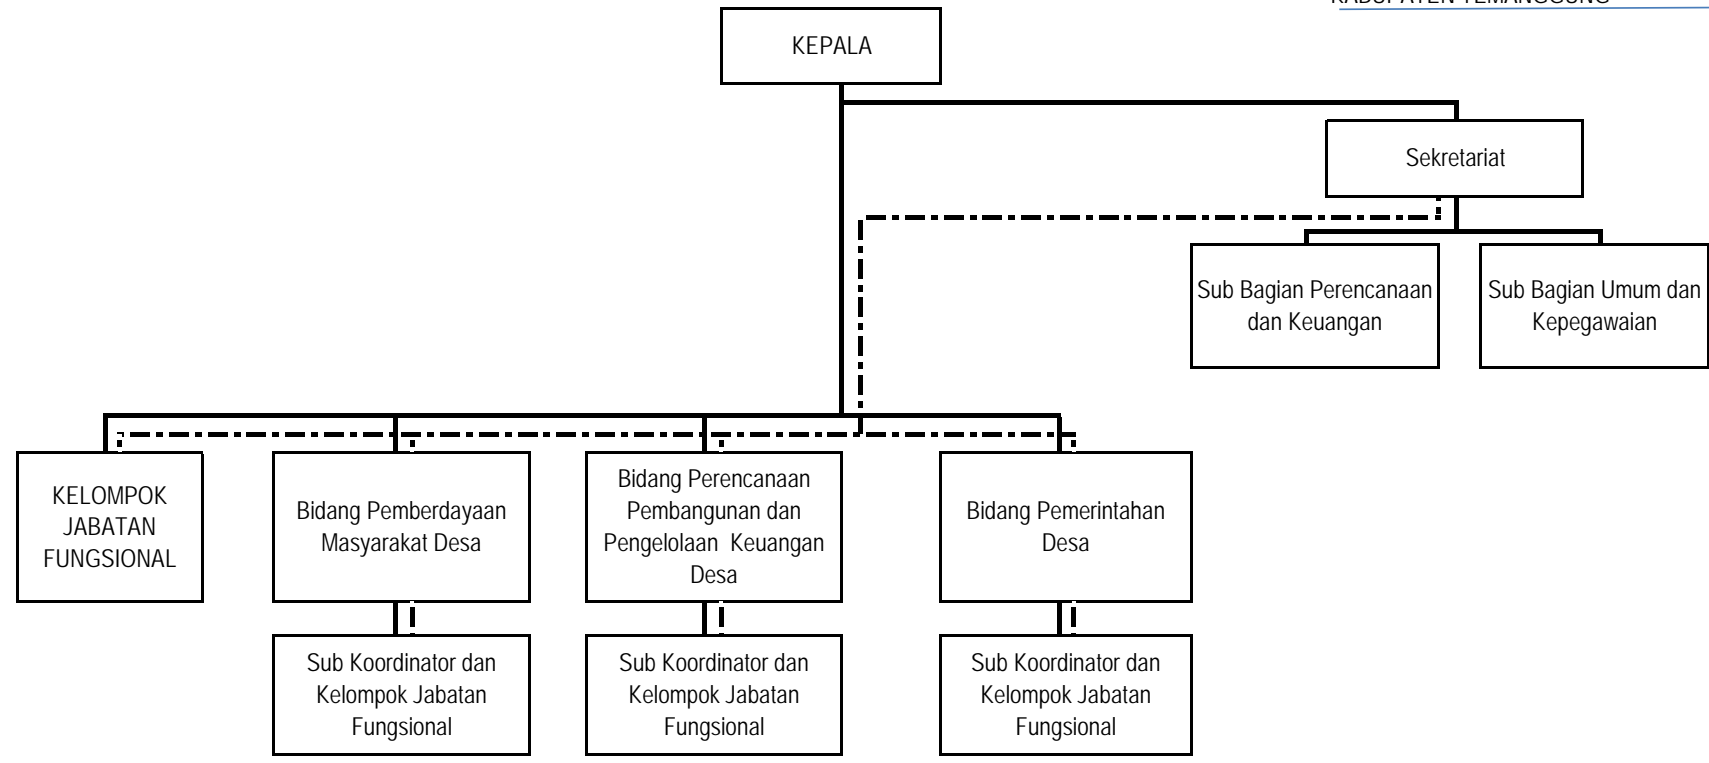 KABUPATEN TEMANGGUNG
KEPALA
Sekretariat
Sub Bagian Perencanaan
dan Keuangan
Sub Bagian Umum dan
Kepegawaian
KELOMPOK
JABATAN
FUNGSIONAL
Bidang Pemberdayaan
Masyarakat Desa
Bidang Perencanaan
Pembangunan dan
Pengelolaan  Keuangan
Desa
Bidang Pemerintahan
Desa
Sub Koordinator dan
Kelompok Jabatan
Fungsional
Sub Koordinator dan
Kelompok Jabatan
Fungsional
Sub Koordinator dan
Kelompok Jabatan
Fungsional